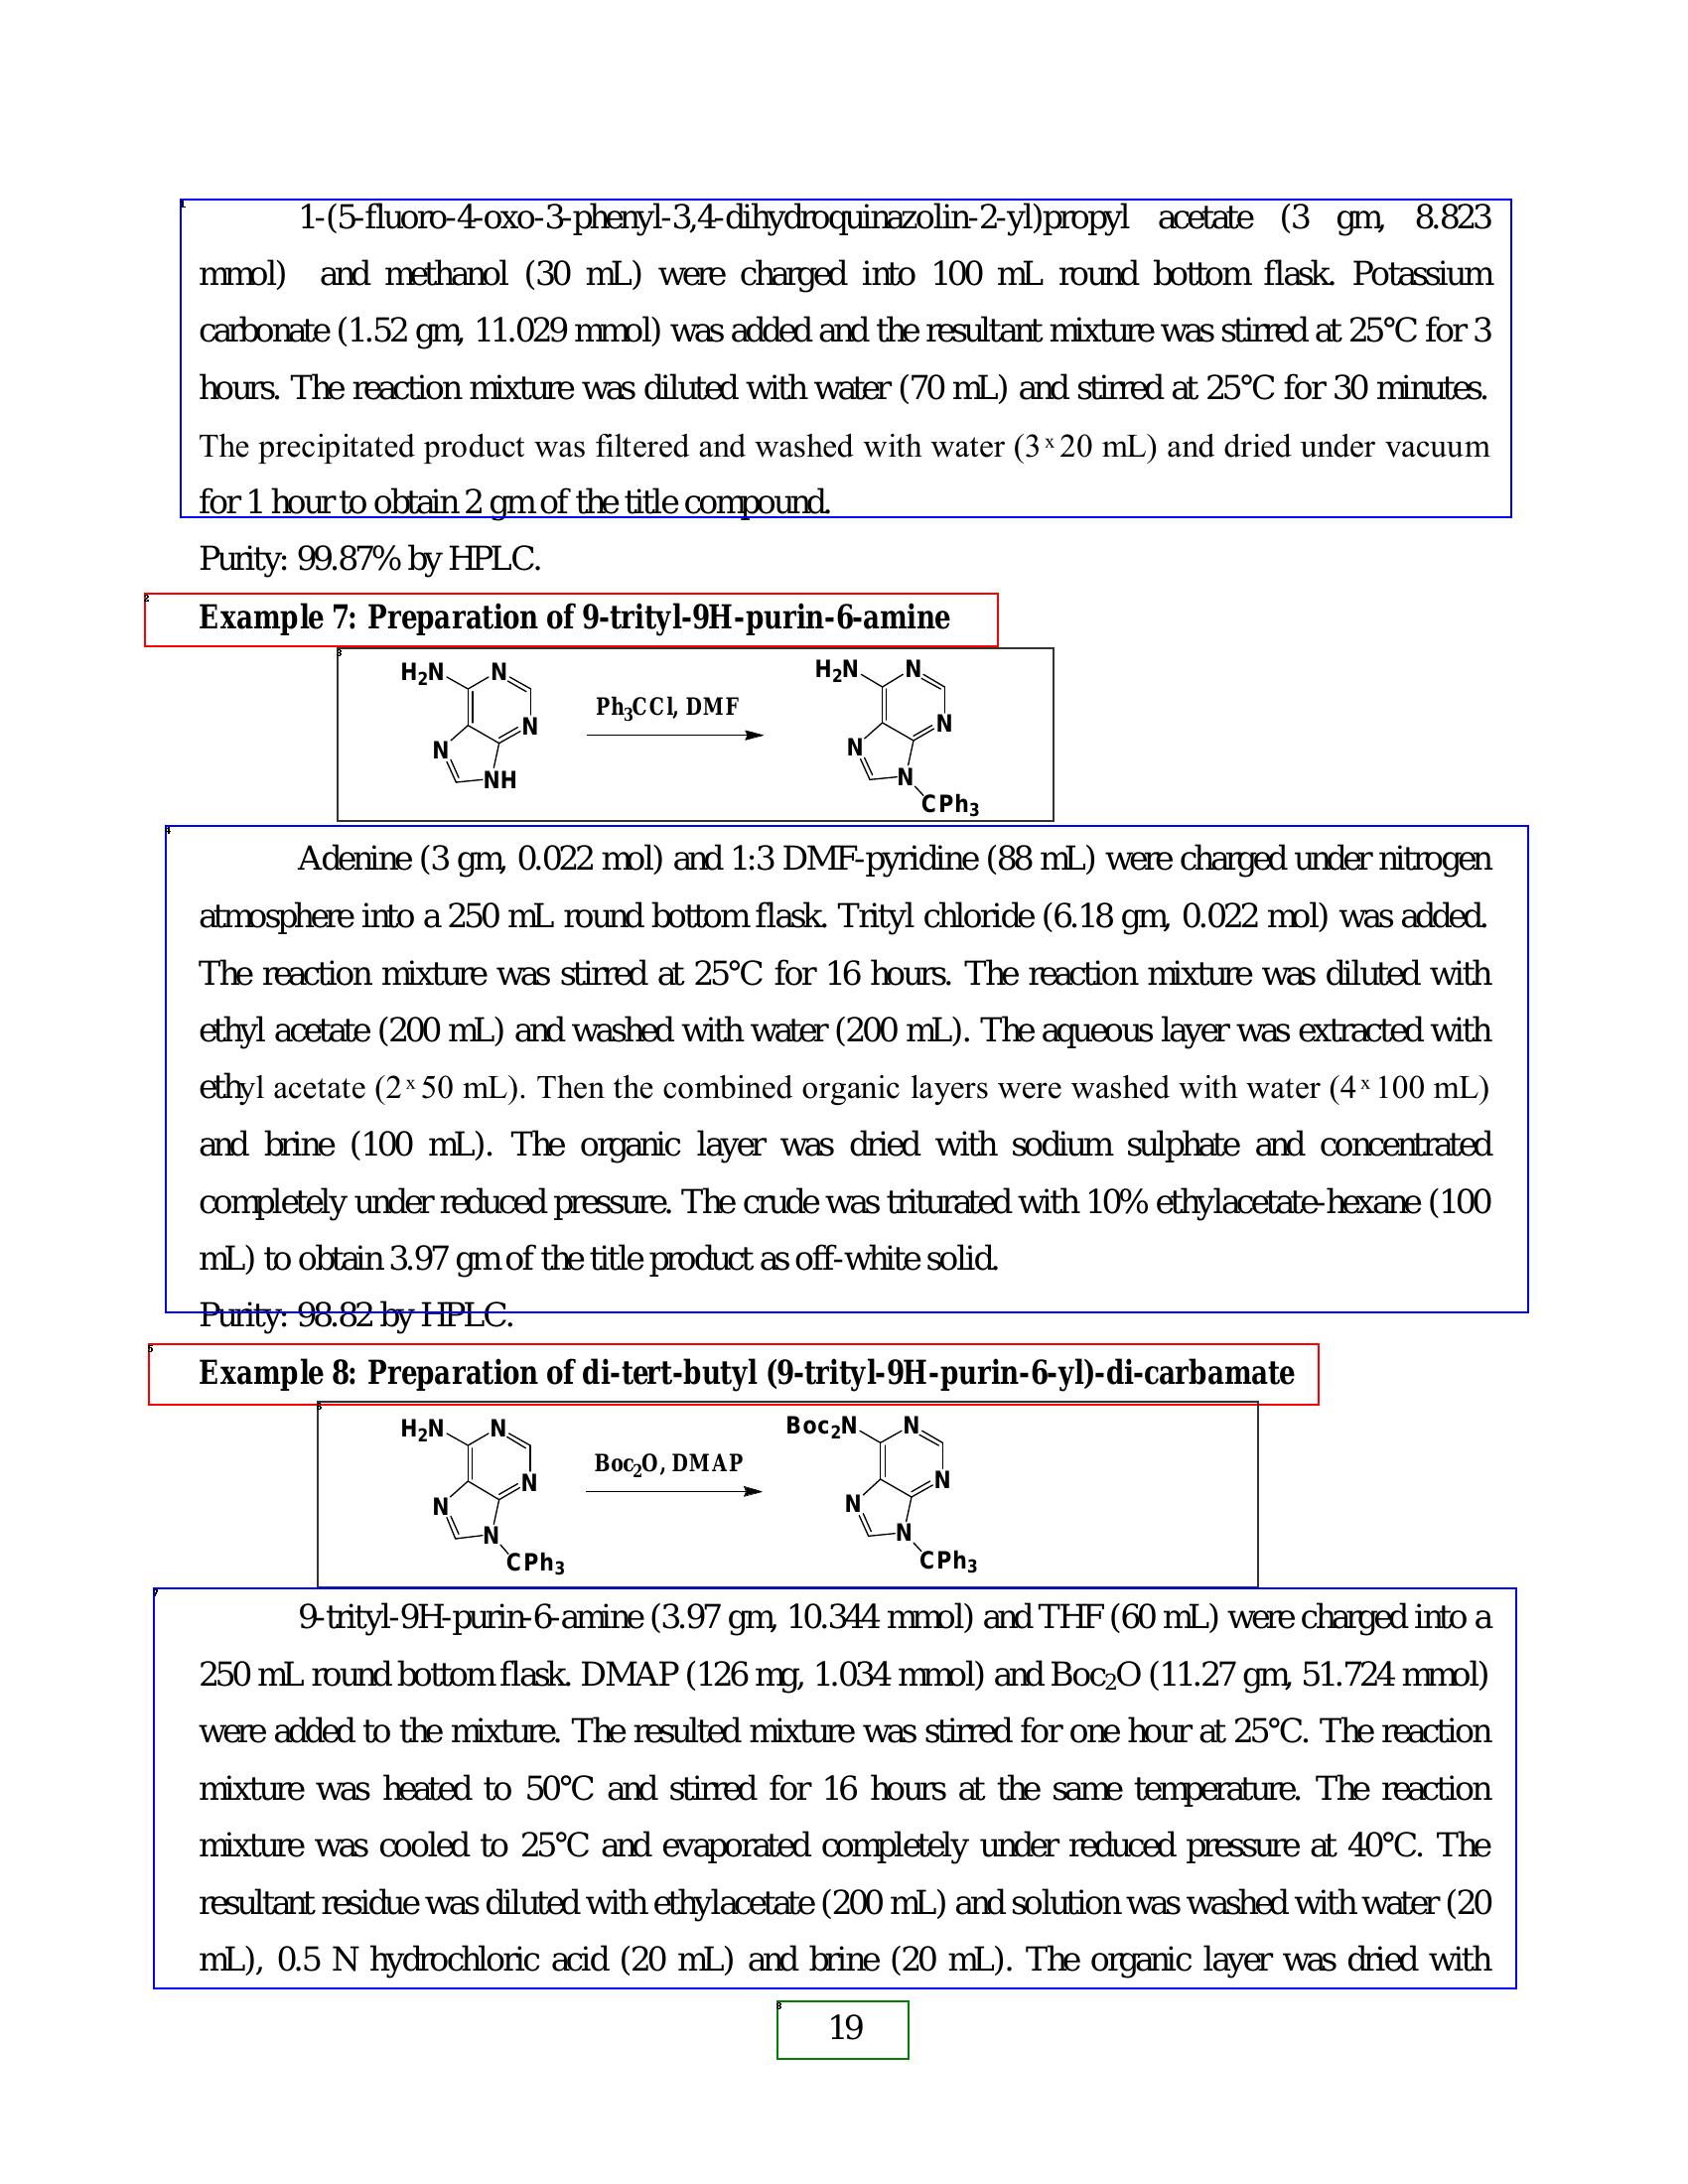 1-(5-fluoro-4-oxo-3-phenyl-3,4-dihydroquinazolin-2-yl)propyl acetate (3 gm, 8.823
mmol) and methanol (30 mL) were charged into 100 mL round bottom flask. Potassium
carbonate (1.52 gm, 11.029 mmol) was added and the resultant mixture was stirred at 25°C for 3
hours. The reaction mixture was diluted with water (70 mL) and stirred at 25°C for 30 minutes.
The precipitated product was filtered and washed with water (3 x 20 mL) and dried under vacuum
for 1 hour to obtain 2 gm of the title compound.
Purity: 99.87% by HPLC.
Example 7: Preparation of 9-trityl-9H-purin-6-amine
H2N N N N NH
Ph3CCl, DMF
H2N N N N N CPh3
Adenine (3 gm, 0.022 mol) and 1:3 DMF-pyridine (88 mL) were charged under nitrogen
atmosphere into a 250 mL round bottom flask. Trityl chloride (6.18 gm, 0.022 mol) was added.
The reaction mixture was stirred at 25°C for 16 hours. The reaction mixture was diluted with
ethyl acetate (200 mL) and washed with water (200 mL). The aqueous layer was extracted with
ethyl acetate (2 x 50 mL). Then the combined organic layers were washed with water (4 x 100 mL)
and brine (100 mL). The organic layer was dried with sodium sulphate and concentrated
completely under reduced pressure. The crude was triturated with 10% ethylacetate-hexane (100
mL) to obtain 3.97 gm of the title product as off-white solid.
Purity: 98.82 by HPLC.
Example 8: Preparation of di-tert-butyl (9-trityl-9H-purin-6-yl)-di-carbamate
H2N N N N N CPh3
Boc2O, DMAP
Boc2N N N N N CPh3
9-trityl-9H-purin-6-amine (3.97 gm, 10.344 mmol) and THF (60 mL) were charged into a
250 mL round bottom flask. DMAP (126 mg, 1.034 mmol) and Boc2O (11.27 gm, 51.724 mmol)
were added to the mixture. The resulted mixture was stirred for one hour at 25°C. The reaction
mixture was heated to 50°C and stirred for 16 hours at the same temperature. The reaction
mixture was cooled to 25°C and evaporated completely under reduced pressure at 40°C. The
resultant residue was diluted with ethylacetate (200 mL) and solution was washed with water (20
mL), 0.5 N hydrochloric acid (20 mL) and brine (20 mL). The organic layer was dried with
19